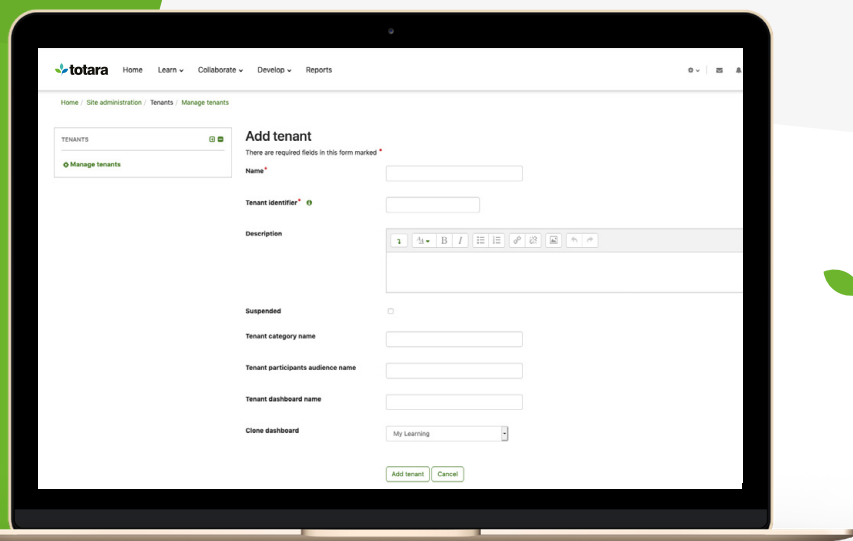 totara Home Learn Collaborate Develop Reports
Home / Site administration / Tenants / Manage tenants
TENANTS
Manage tenants
Add tenant
There are required fields in this form marked *
Name*
Tenant identifier*
Description
B I
Suspended
Tenant category name
Tenant participants audience name
Tenant dashboard name
Clone dashboard My Learning
Add tenant Cancel